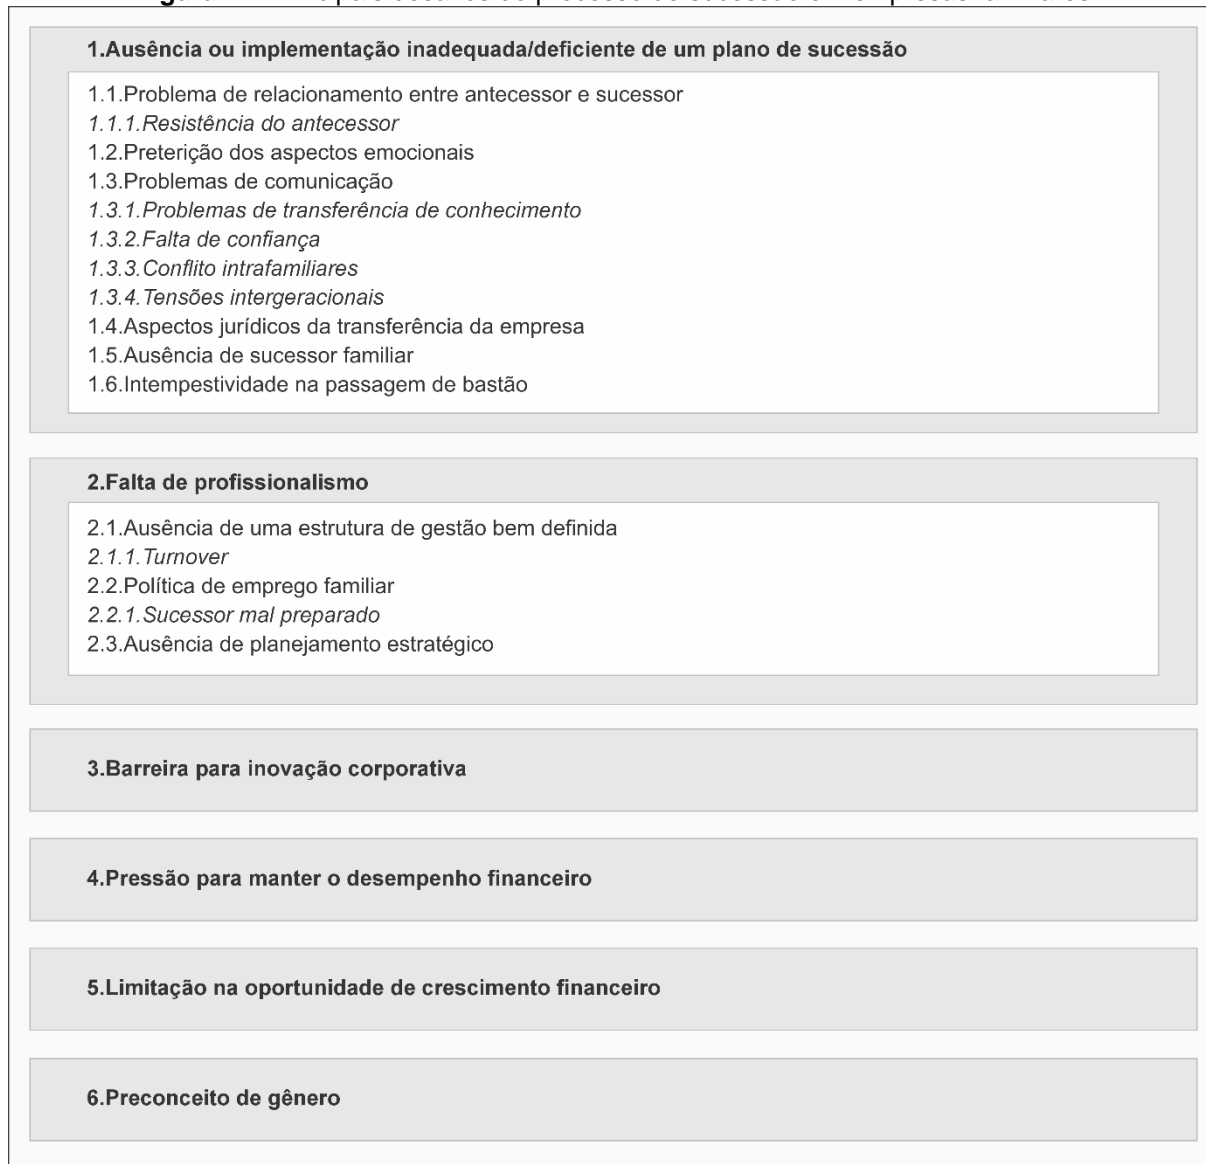 1.Ausência ou implementação inadequada/deficiente de um plano de sucessão
1.1.Problema de relacionamento entre antecessor e sucessor
1.1.1.Resistência do antecessor
1.2.Preterição dos aspectos emocionais
1.3.Problemas de comunicação
1.3.1.Problemas de transferência de conhecimento
1.3.2.Falta de confiança
1.3.3.Conflito intrafamiliares
1.3.4.Tensões intergeracionais
1.4.Aspectos jurídicos da transferência da empresa
1.5.Ausência de sucessor familiar
1.6.Intempestividade na passagem de bastão
2.Falta de profissionalismo
2.1.Ausência de uma estrutura de gestão bem definida
2.1.1.Turnover
2.2.Política de emprego familiar
2.2.1.Sucessor mal preparado
2.3.Ausência de planejamento estratégico
3.Barreira para inovação corporativa
4.Pressão para manter o desempenho financeiro
5.Limitação na oportunidade de crescimento financeiro
6.Preconceito de gênero